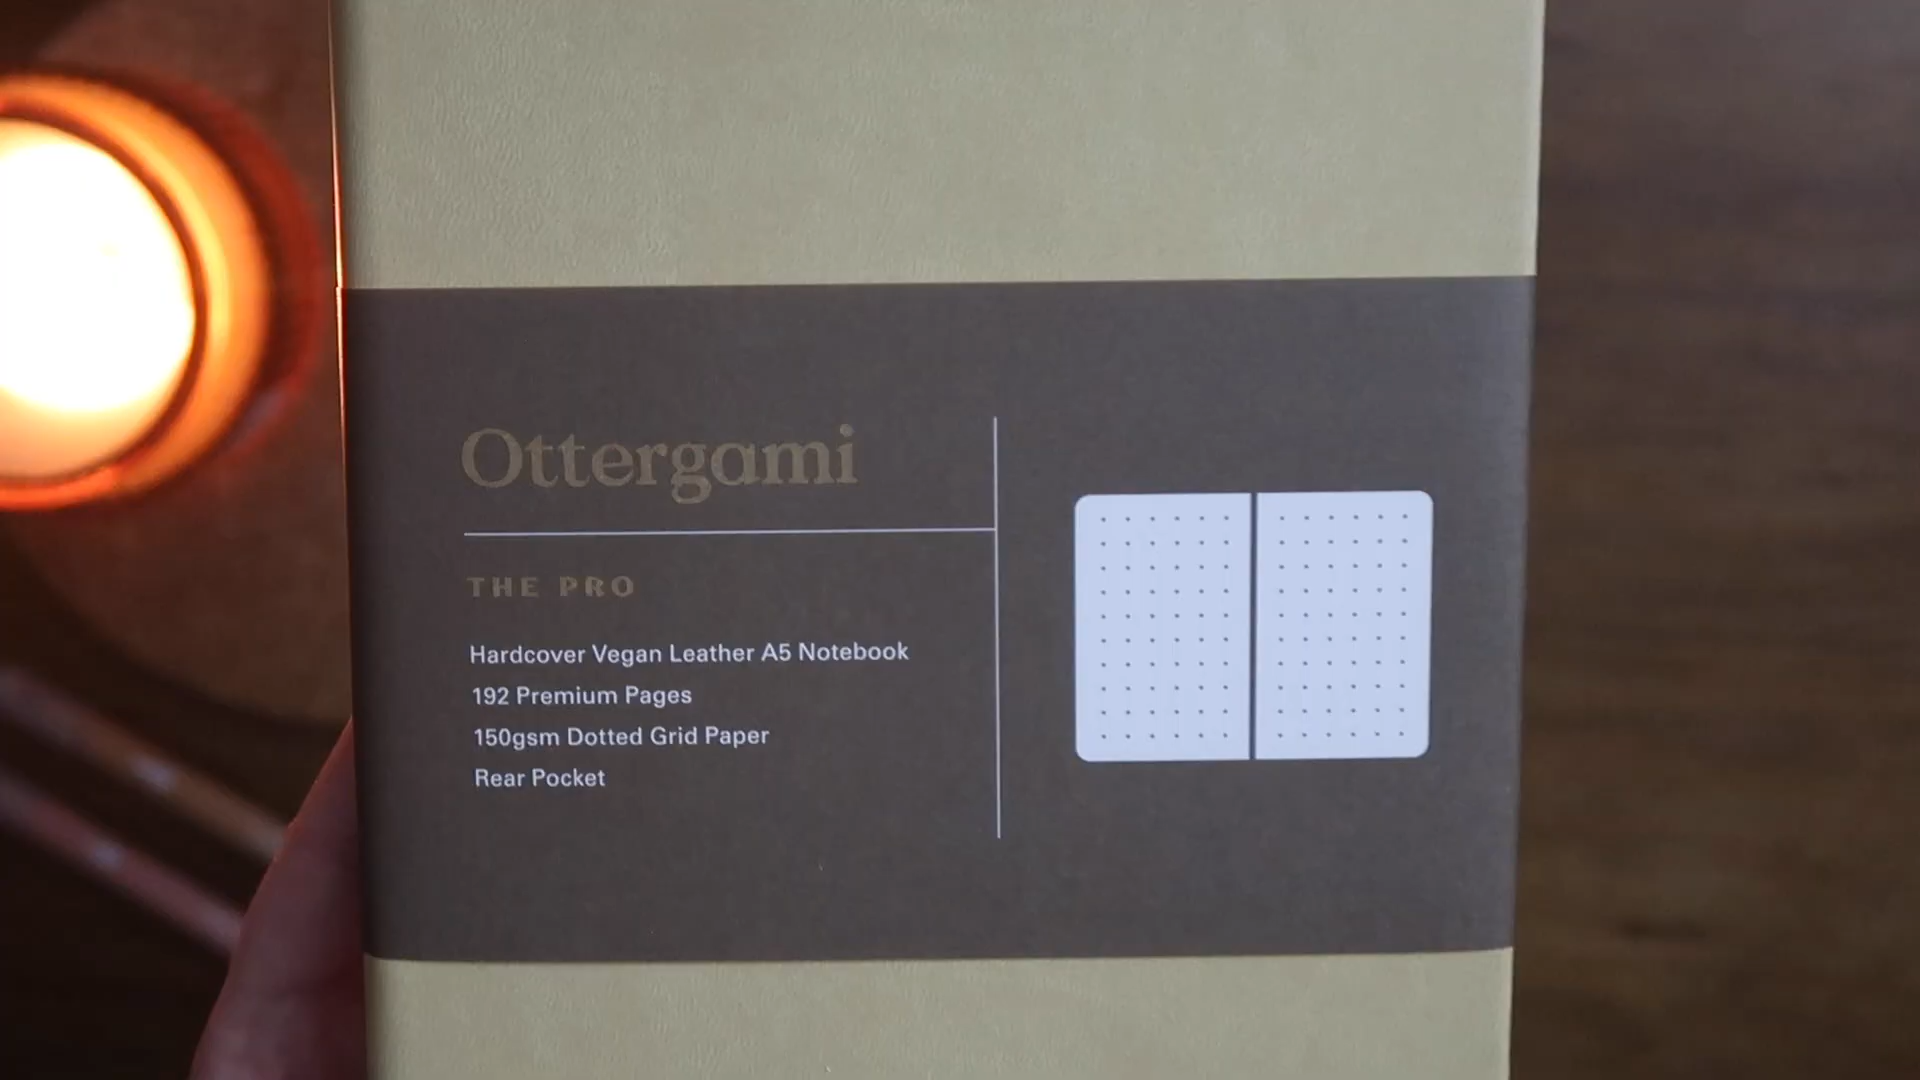 Ottergami
THE PRO
Hardcover Vegan Leather A5 Notebook
192 Premium Pages
150gsm Dotted Grid Paper
Rear Pocket